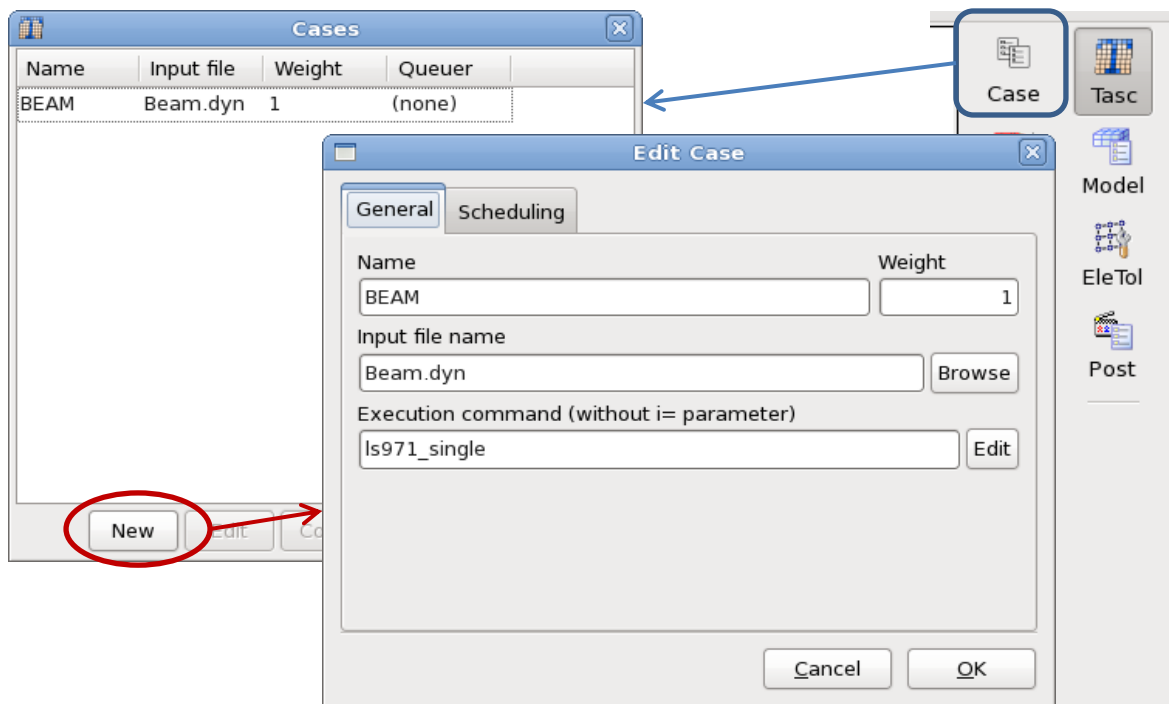 Cases
Name Input file Weight Queuer
BEAM Beam.dyn 1 (none)
New Edit Co
Edit Case
General Scheduling
Name Weight
BEAM 1
Input file name
Beam.dyn Browse
Execution command (without i= parameter)
ls971_single Edit
Cancel OK
Case Tasc
Model
EleTol
Post